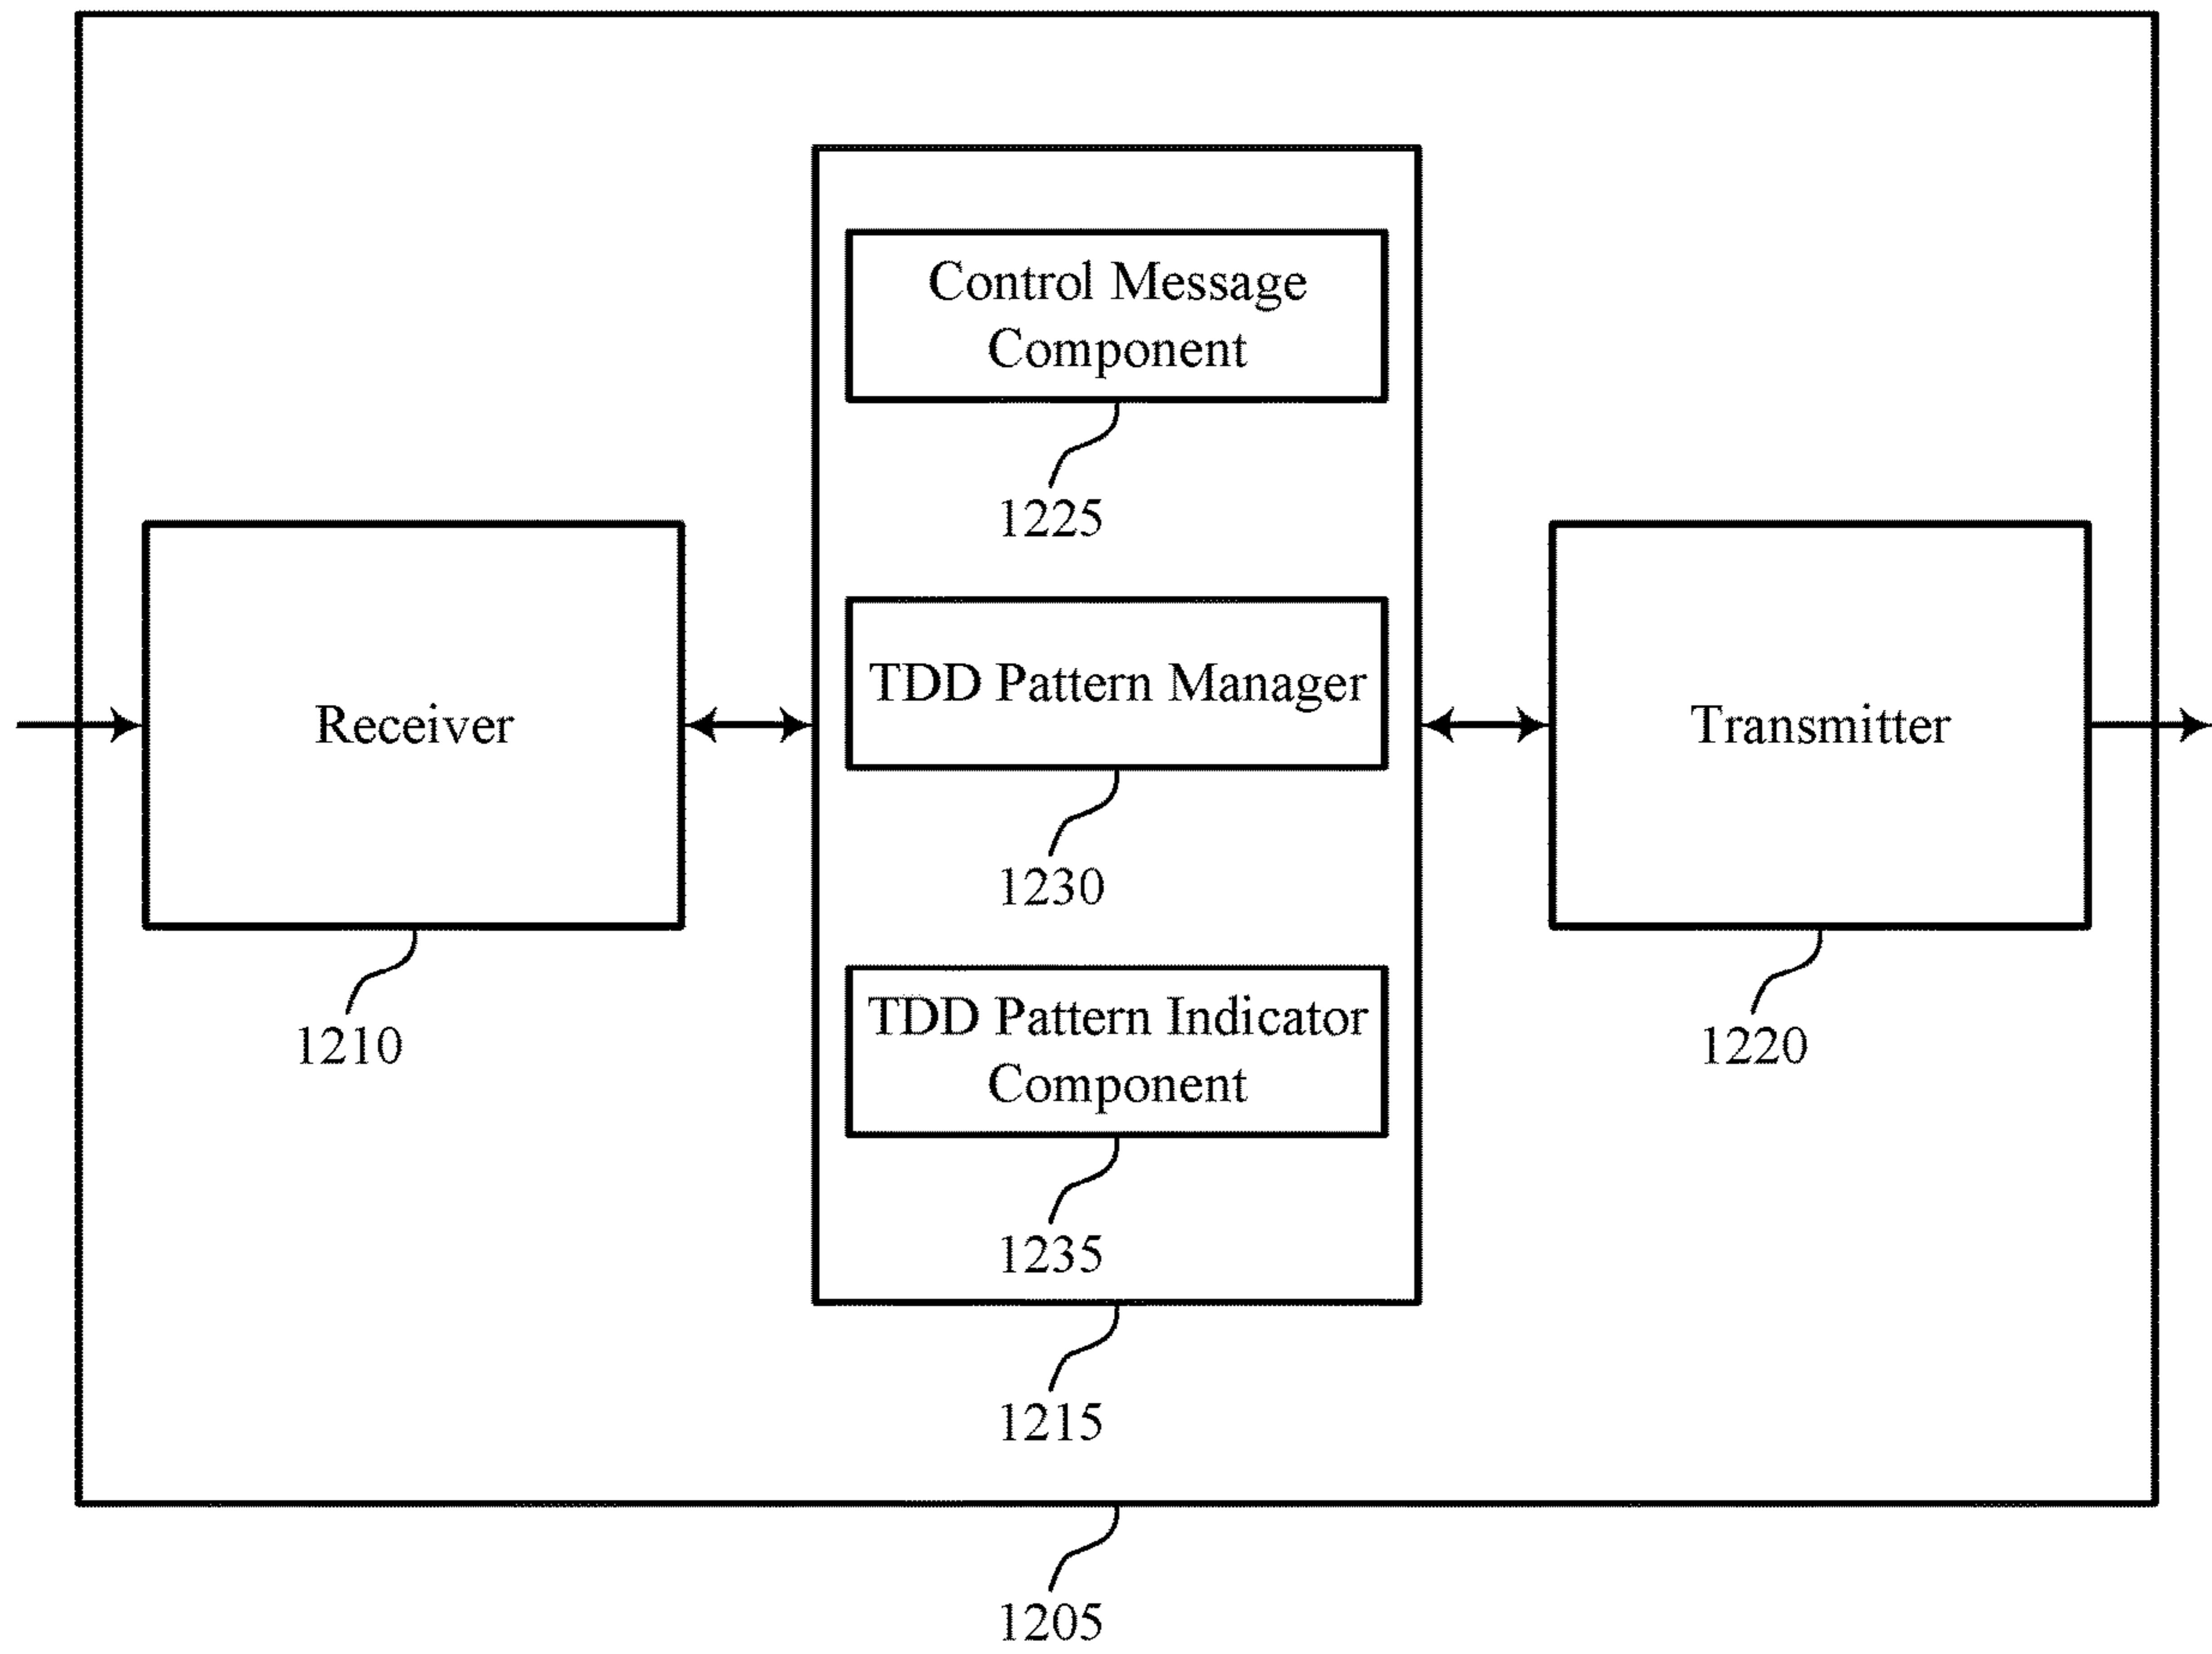 Control Message
Component
1225
Receiver
1210
TDD Pattern Manager
1230
Transmitter
1220
TDD Pattern Indicator
Component
1235
1215
1205